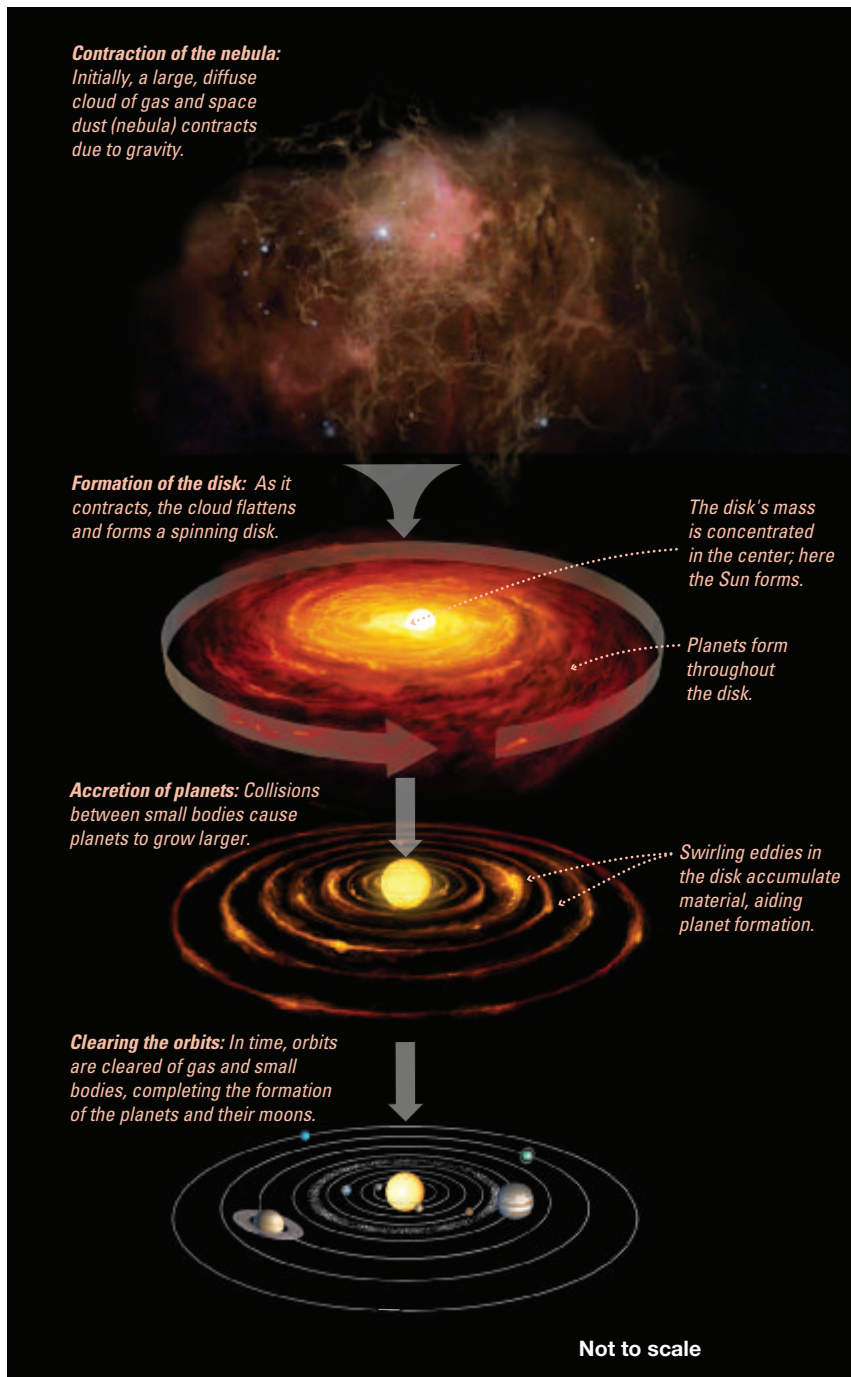 Contraction of the nebula:
Initially, a large, diffuse
cloud of gas and space
dust (nebula) contracts
due to gravity.
Formation of the disk: As it
contracts, the cloud flattens
and forms a spinning disk.
The disk's mass
is concentrated
in the center; here
the Sun forms.
Planets form
throughout
the disk.
Accretion of planets: Collisions
between small bodies cause
planets to grow larger.
Swirling eddies in
the disk accumulate
material, aiding
planet formation.
Clearing the orbits: In time, orbits
are cleared of gas and small
bodies, completing the formation
of the planets and their moons.
Not to scale